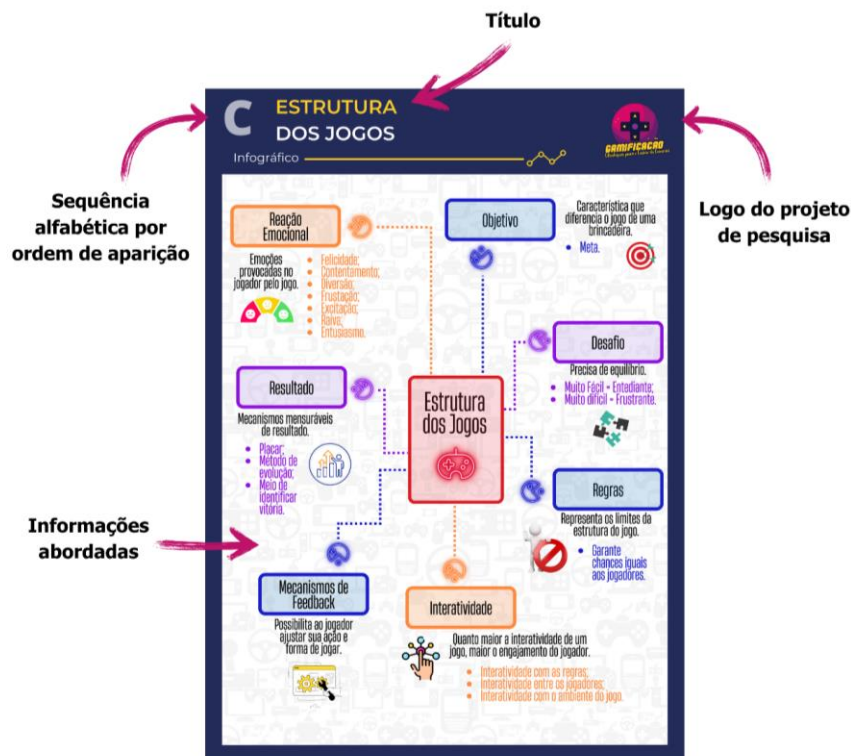 Título
C
ESTRUTURA
DOS JOGOS
Infográfico
GAMIFICAÇÃO
Sequência
alfabética por
ordem de aparição
Logo do projeto
de pesquisa
Informações
abordadas
Reação
Emocional
Emoções
provocadas no
jogador pelo jogo.
• Felicidade;
• Contentamento;
• Diversão;
• Frustação;
• Excitação;
• Raiva;
• Entusiasmo.
Objetivo
Característica que
diferencia o jogo de uma
brincadeira.
• Meta.
Desafio
Precisa de equilíbrio.
• Muito Fácil = Entediante;
• Muito difícil = Frustrante.
Resultado
Mecanismos mensuráveis
de resultado.
• Placar;
• Método de
evolução;
• Meio de
identificar
vitória.
Estrutura
dos Jogos
Regras
Representa os limites da
estrutura do jogo.
• Garante
chances iguais
aos jogadores.
Mecanismos de
Feedback
Possibilita ao jogador
ajustar sua ação e
forma de jogar.
Interatividade
Quanto maior a interatividade de um
jogo, maior o engajamento do jogador.
• Interatividade com as regras;
• Interatividade entre os jogadores;
• Interatividade com o ambiente do jogo.